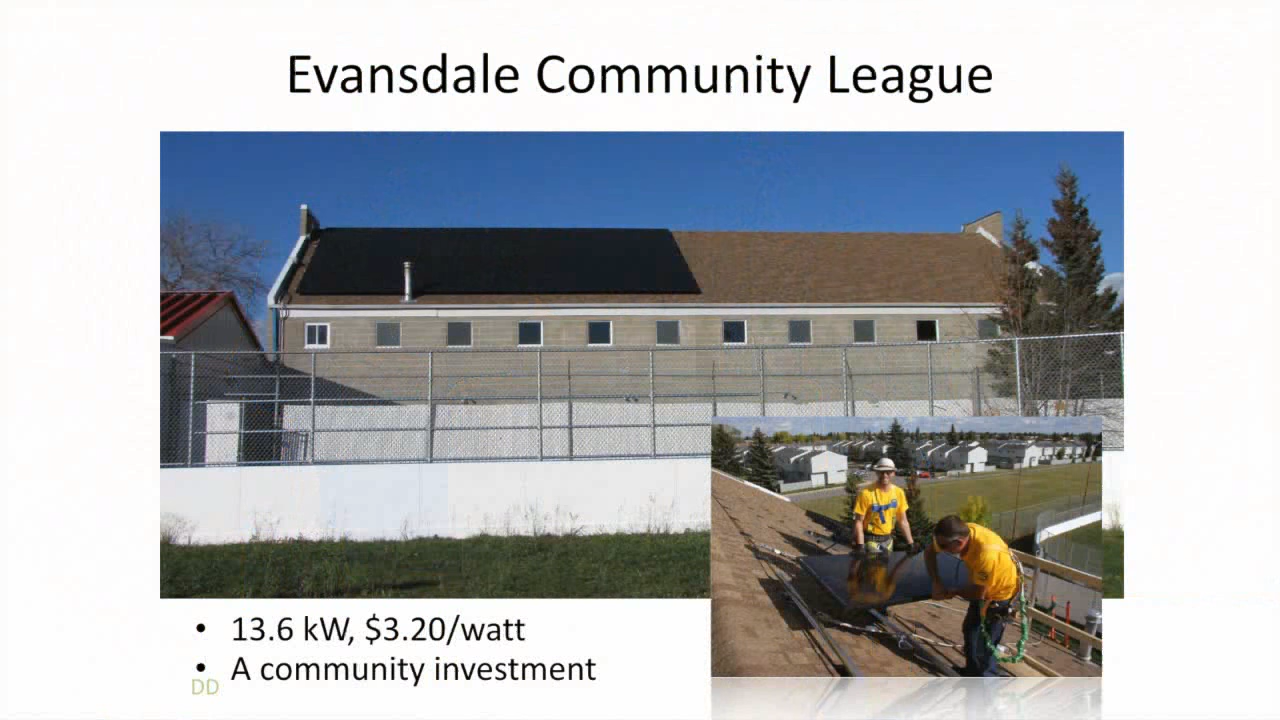 Evansdale Community League
• 13.6 kW, $3.20/watt
• A community investment
DD